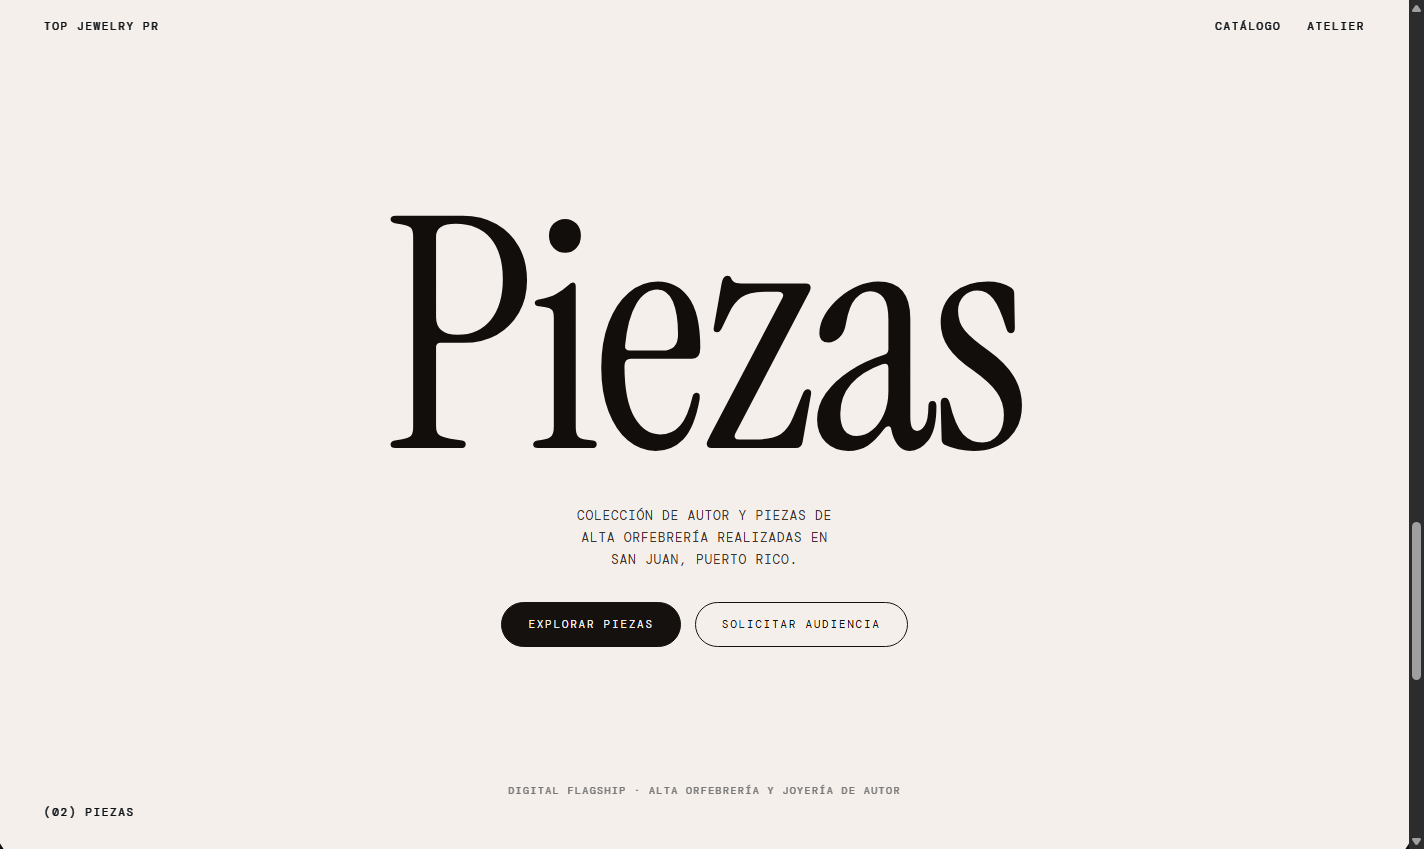 TOP JEWELRY PR
CATÁLOGO ATELIER
Piezas
COLECCIÓN DE AUTOR Y PIEZAS DE
ALTA ORFEBRERÍA REALIZADAS EN
SAN JUAN, PUERTO RICO.
EXPLORAR PIEZAS
SOLICITAR AUDIENCIA
DIGITAL FLAGSHIP · ALTA ORFEBRERÍA Y JOYERÍA DE AUTOR
(02) PIEZAS